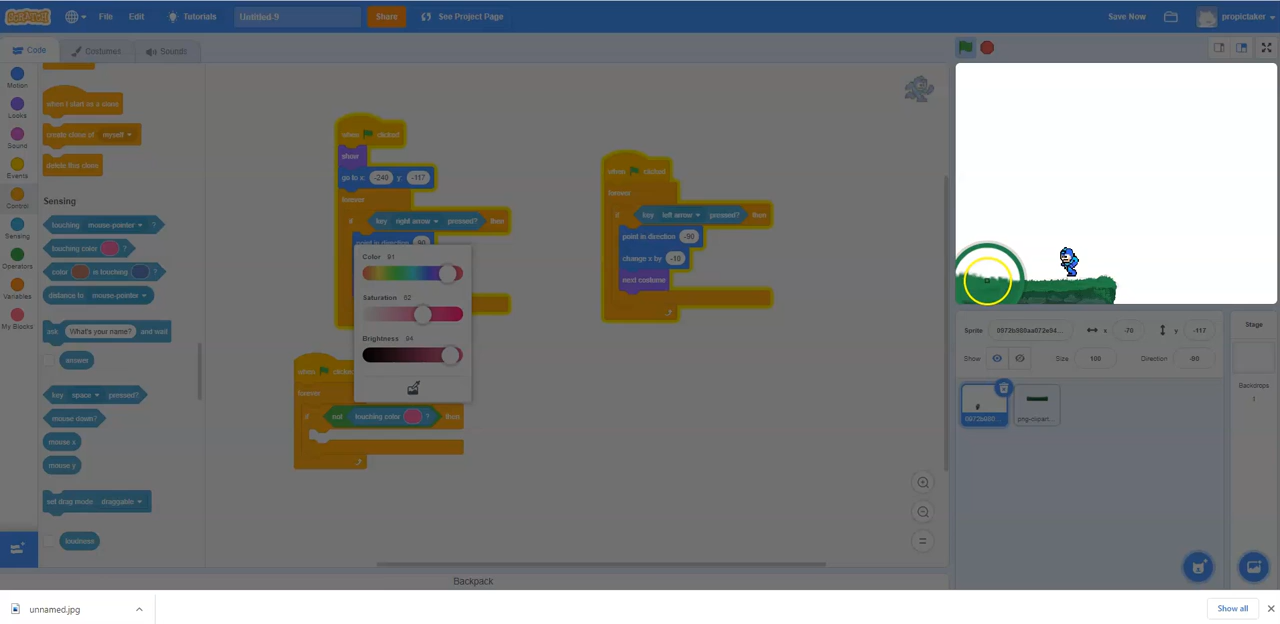 SCRATCH File Edit Tutorials Untitled-9 Share See Project Page Save Now propictaker
Code Costumes Sounds
Motion
Looks
Sound
Events
Control
Sensing
Operators
Variables
My Blocks
when I start as a clone
create clone of myself
delete this clone
Sensing
touching mouse-pointer ?
touching color ?
color is touching ?
distance to mouse-pointer
ask What's your name? and wait
answer
key space pressed?
mouse down?
mouse x
mouse y
set drag mode draggable
loudness
when clicked
show
go to x: -240 y: -117
forever
if key right arrow pressed? then
point in direction 90
Color 91
Saturation 62
Brightness 94
when clicked
forever
if not touching color ? then
when clicked
forever
if key left arrow pressed? then
point in direction -90
change x by -10
next costume
Backpack
Sprite 0972b980aa072e94... x -70 y -117
Show Size 100 Direction -90
0972b980...
png-clipart...
Stage
Backdrops
1
unnamed.jpg Show all